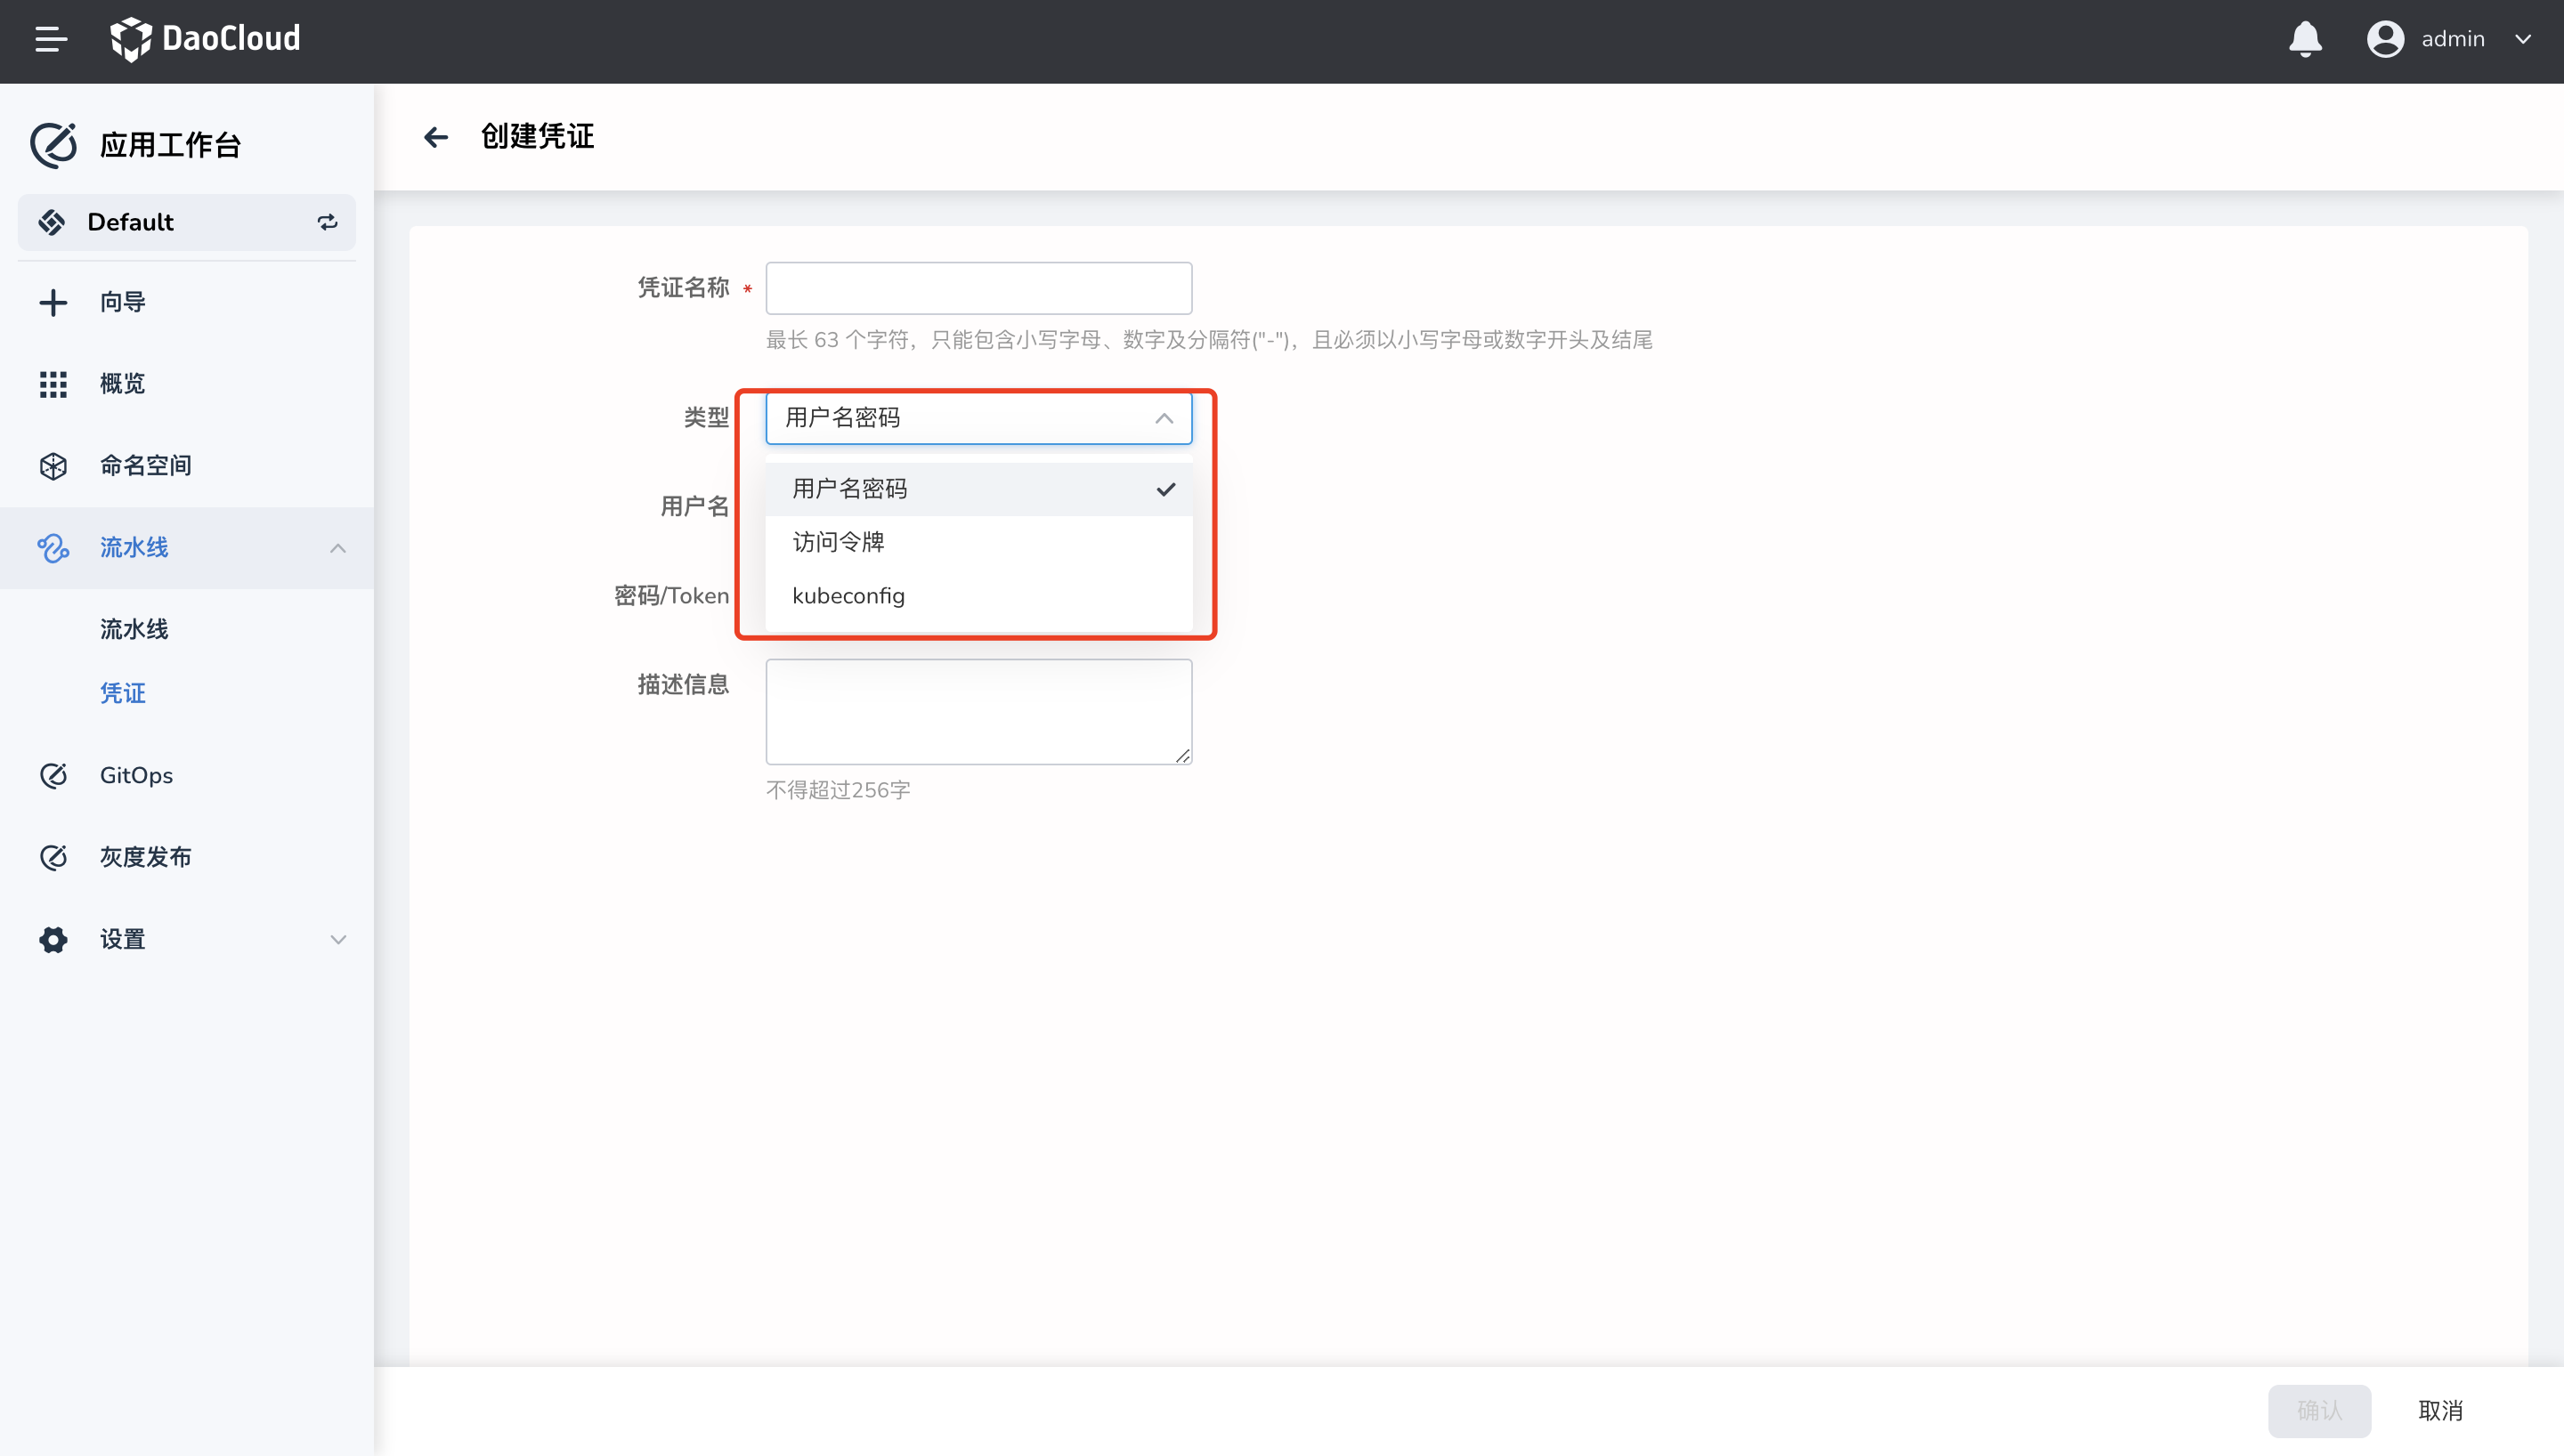 DaoCloud
admin
应用工作台
Default
向导
概览
命名空间
流水线
流水线
凭证
GitOps
灰度发布
设置
创建凭证
凭证名称 *
最长 63 个字符，只能包含小写字母、数字及分隔符("-")，且必须以小写字母或数字开头及结尾
类型
用户名密码
用户名密码
访问令牌
kubeconfig
用户名
密码/Token
描述信息
不得超过256字
确认
取消